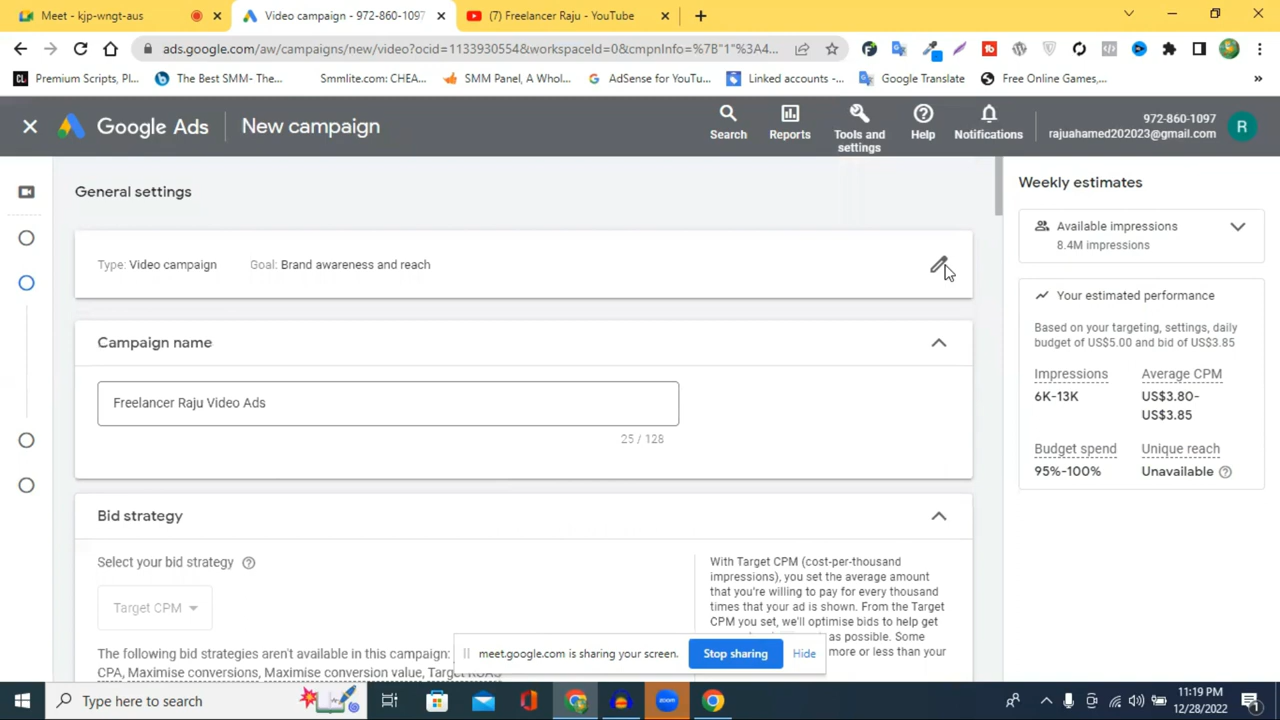 Meet - kjp-wngt-aus
Video campaign - 972-860-1097
(7) Freelancer Raju - YouTube
ads.google.com/aw/campaigns/new/video?ocid=1133930554&workspaceId=0&cmpnInfo=%7B"1"%3A4...
Premium Scripts, Pl...
The Best SMM- The...
Smmlite.com: CHEA...
SMM Panel, A Whol...
AdSense for YouTu...
Linked accounts -...
Google Translate
Free Online Games,...
»
Google Ads
New campaign
Search
Reports
Tools and settings
Help
Notifications
972-860-1097
rajuahamed202023@gmail.com
R
General settings
Type: Video campaign
Goal: Brand awareness and reach
Campaign name
Freelancer Raju Video Ads
25 / 128
Bid strategy
Select your bid strategy
Target CPM
The following bid strategies aren't available in this campaign:
CPA, Maximise conversions, Maximise conversion value, Target ROAS
With Target CPM (cost-per-thousand
impressions), you set the average amount
that you're willing to pay for every thousand
times that your ad is shown. From the Target
CPM you set, we'll optimise bids to help get
as possible. Some
more or less than your
Weekly estimates
Available impressions
8.4M impressions
Your estimated performance
Based on your targeting, settings, daily
budget of US$5.00 and bid of US$3.85
Impressions
6K-13K
Average CPM
US$3.80-
US$3.85
Budget spend
95%-100%
Unique reach
Unavailable
meet.google.com is sharing your screen.
Stop sharing
Hide
Type here to search
zoom
11:19 PM
12/28/2022
1